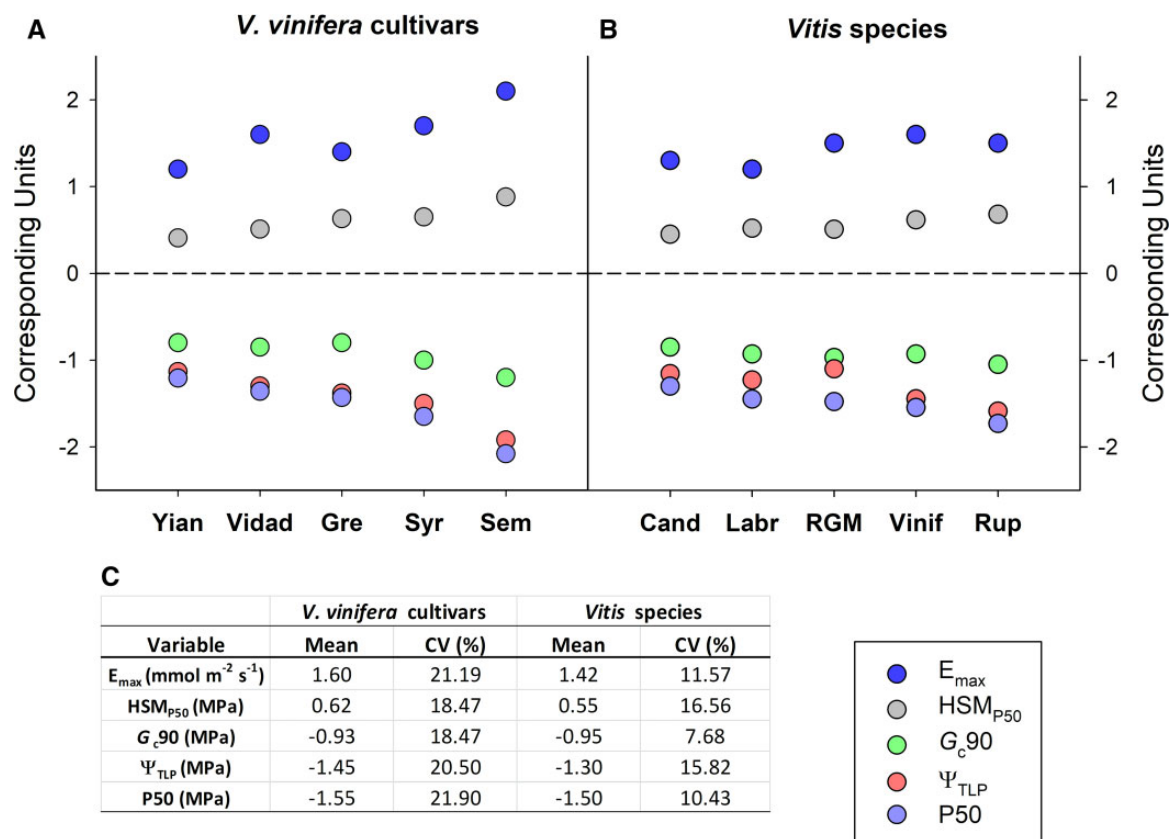 A
V. vinifera cultivars
B
Vitis species
Corresponding Units
2
1
0
-1
-2
2
1
0
-1
-2
Corresponding Units
Yian Vidad Gre Syr Sem
Cand Labr RGM Vinif Rup
C
V. vinifera cultivars Vitis species
Variable Mean CV (%) Mean CV (%)
Emax (mmol m⁻² s⁻¹) 1.60 21.19 1.42 11.57
HSMP50 (MPa) 0.62 18.47 0.55 16.56
Gc90 (MPa) -0.93 18.47 -0.95 7.68
ΨTLP (MPa) -1.45 20.50 -1.30 15.82
P50 (MPa) -1.55 21.90 -1.50 10.43
Emax
HSMP50
Gc90
ΨTLP
P50